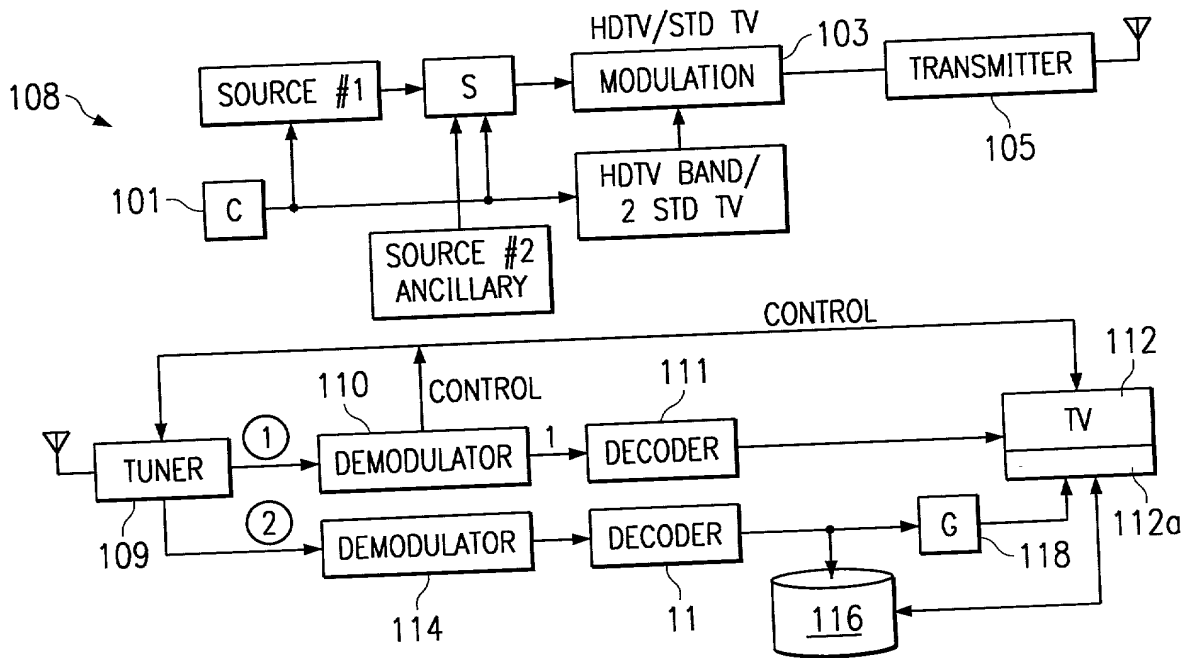 HDTV/STD TV
103
108
SOURCE #1
S
MODULATION
TRANSMITTER
105
101
C
HDTV BAND/
2 STD TV
SOURCE #2
ANCILLARY
CONTROL
110
CONTROL
111
112
1
TUNER
DEMODULATOR
1
DECODER
TV
109
2
DEMODULATOR
DECODER
G
112a
118
114
11
116